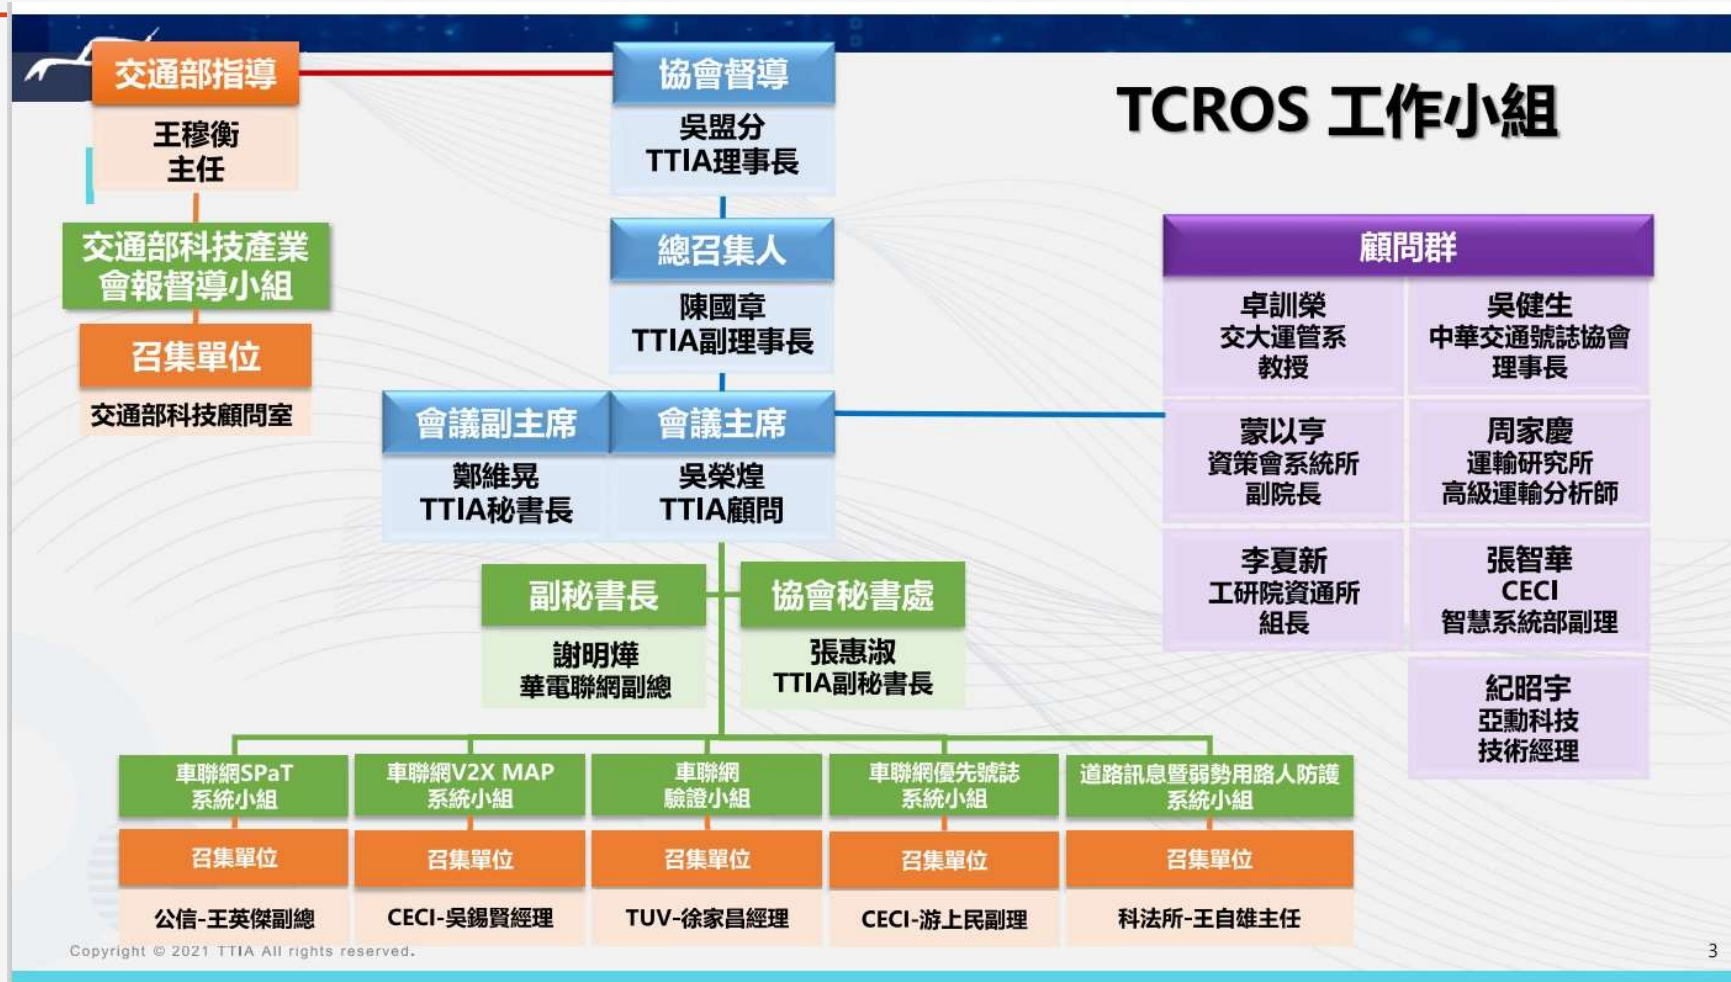 交通部指導
王穆衡
主任
交通部科技產業
會報督導小組
召集單位
交通部科技顧問室
協會督導
吳盟分
TTIA理事長
總召集人
陳國章
TTIA副理事長
會議副主席
鄭維晃
TTIA秘書長
會議主席
吳榮煌
TTIA顧問
副秘書長
謝明燁
華電聯網副總
協會秘書處
張惠淑
TTIA副秘書長
TCROS 工作小組
顧問群
卓訓榮
交大運管系
教授
吳健生
中華交通號誌協會
理事長
蒙以亨
資策會系統所
副院長
周家慶
運輸研究所
高級運輸分析師
李夏新
工研院資通所
組長
張智華
CECI
智慧系統部副理
紀昭宇
亞勳科技
技術經理
車聯網SPaT
系統小組
召集單位
公信-王英傑副總
車聯網V2X MAP
系統小組
召集單位
CECI-吳錫賢經理
車聯網
驗證小組
召集單位
TUV-徐家昌經理
車聯網優先號誌
系統小組
召集單位
CECI-游上民副理
道路訊息暨弱勢用路人防護
系統小組
召集單位
科法所-王自雄主任
Copyright © 2021 TTIA All rights reserved.
3